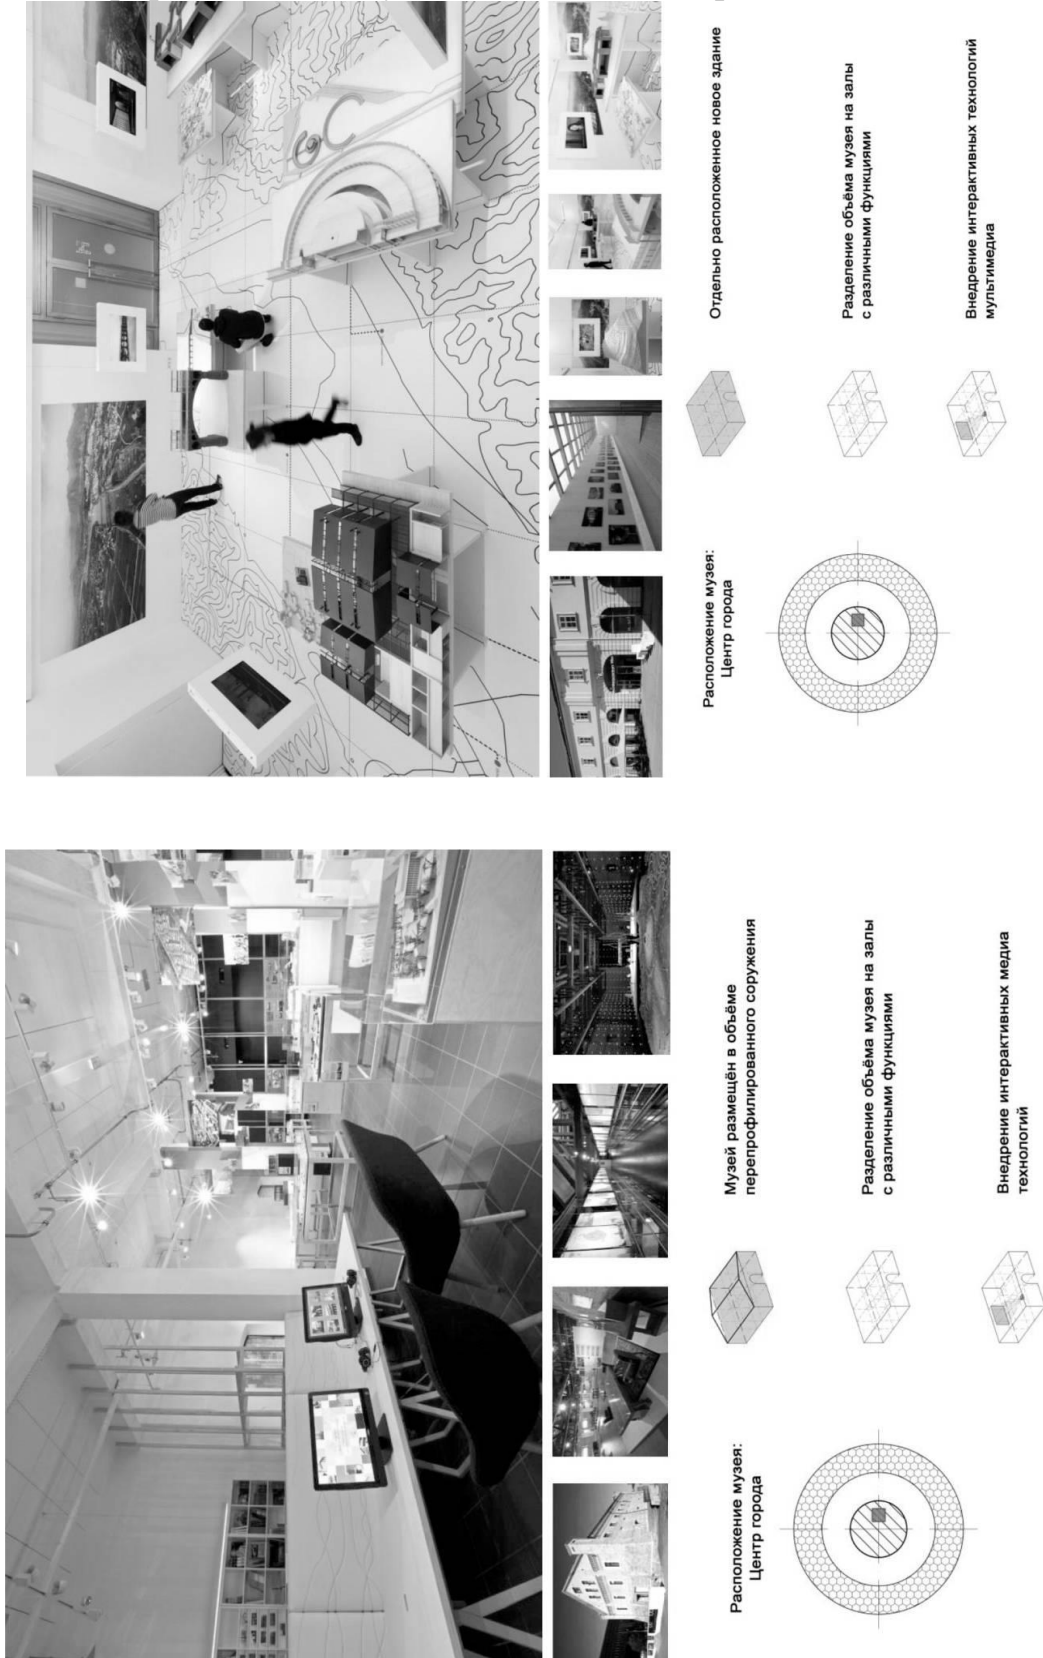 Расположение музея:
Центр города
Отдельно расположенное новое здание
Разделение объёма музея на залы
с различными функциями
Внедрение интерактивных технологий
мультимедиа
Расположение музея:
Центр города
Музей размещён в объёме
перепрофилированного соружения
Разделение объёма музея на залы
с различными функциями
Внедрение интерактивных медиа
технологий